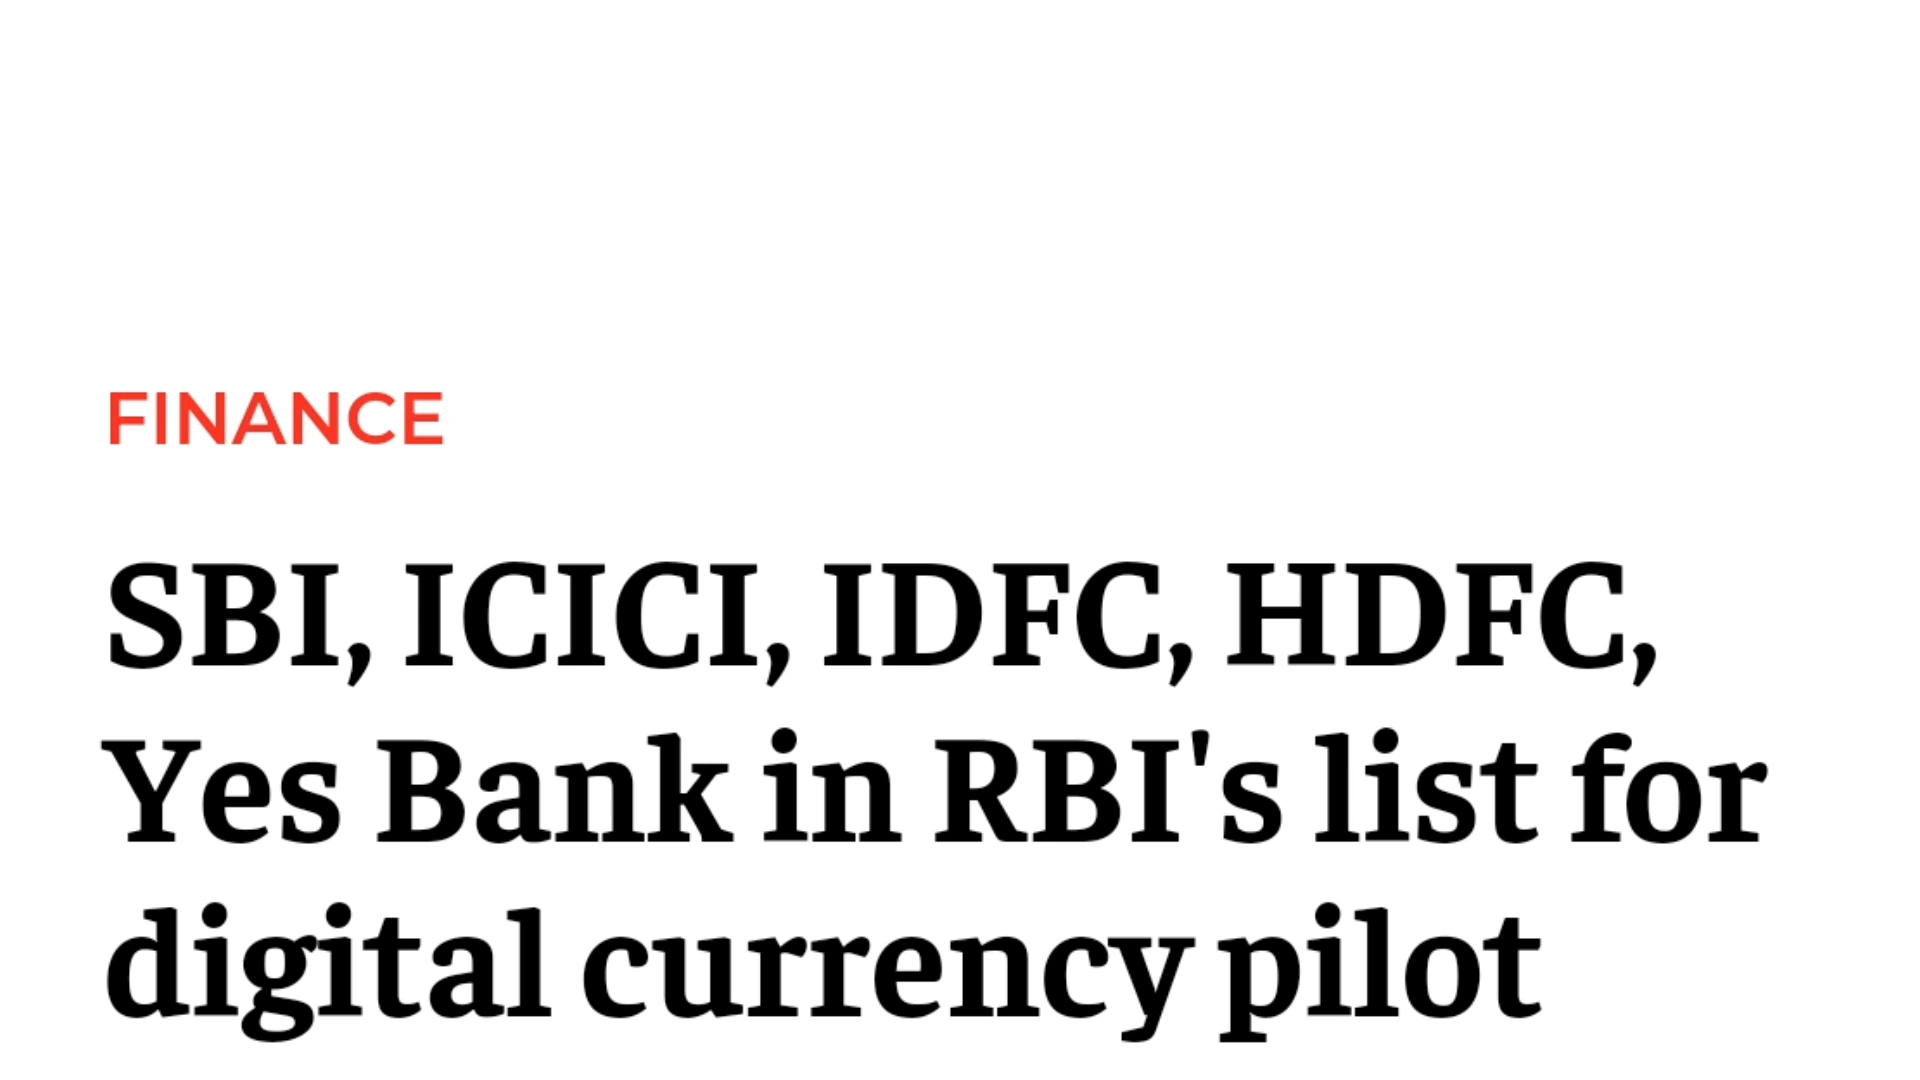 FINANCE
SBI, ICICI, IDFC, HDFC,
Yes Bank in RBI's list for
digital currency pilot